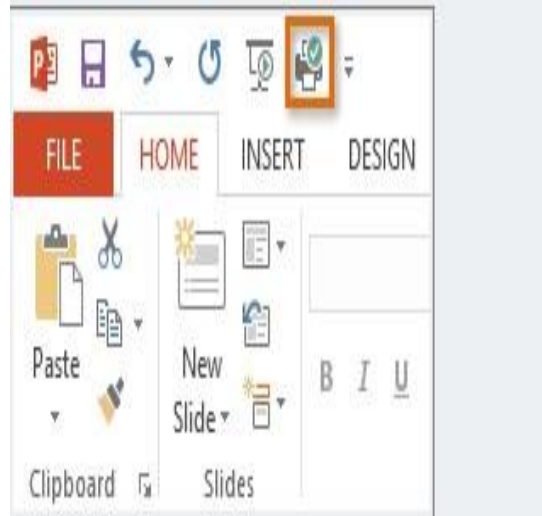 FILE HOME INSERT DESIGN
Paste
New
Slide
B I U
Clipboard Slides